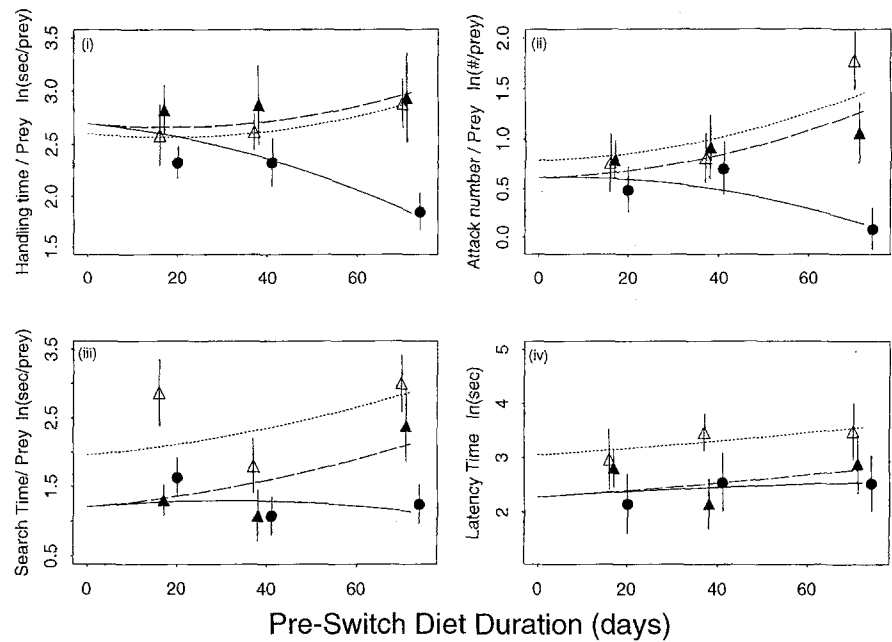 (i)
Handling time / Prey ln(sec/prey)
3.5
3.0
2.5
2.0
1.5
0 20 40 60
(ii)
Attack number / Prey ln(#/prey)
2.0
1.5
1.0
0.5
0.0
0 20 40 60
(iii)
Search Time/ Prey ln(sec/prey)
3.5
2.5
1.5
0.5
0 20 40 60
(iv)
Latency Time ln(sec)
5
4
3
2
0 20 40 60
Pre-Switch Diet Duration (days)